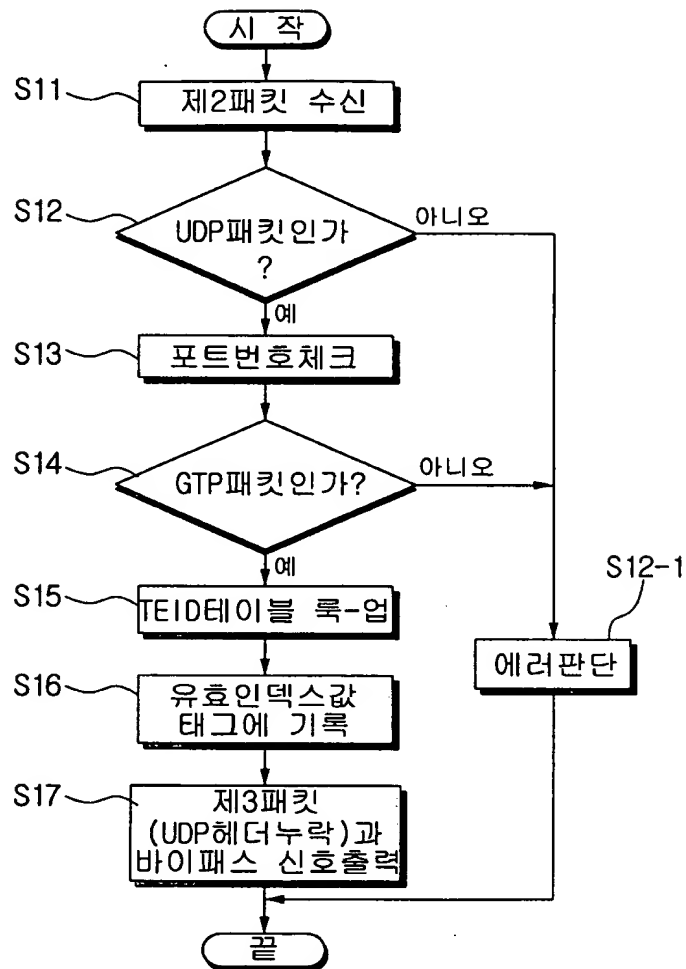 시 작
S11
제2패킷 수신
S12
UDP패킷인가
?
아니오
예
S13
포트번호체크
S14
GTP패킷인가?
아니오
예
S15
TEID테이블 룩-업
S12-1
에러판단
S16
유효인덱스값
태그에 기록
S17
제3패킷
(UDP헤더누락)과
바이패스 신호출력
끝